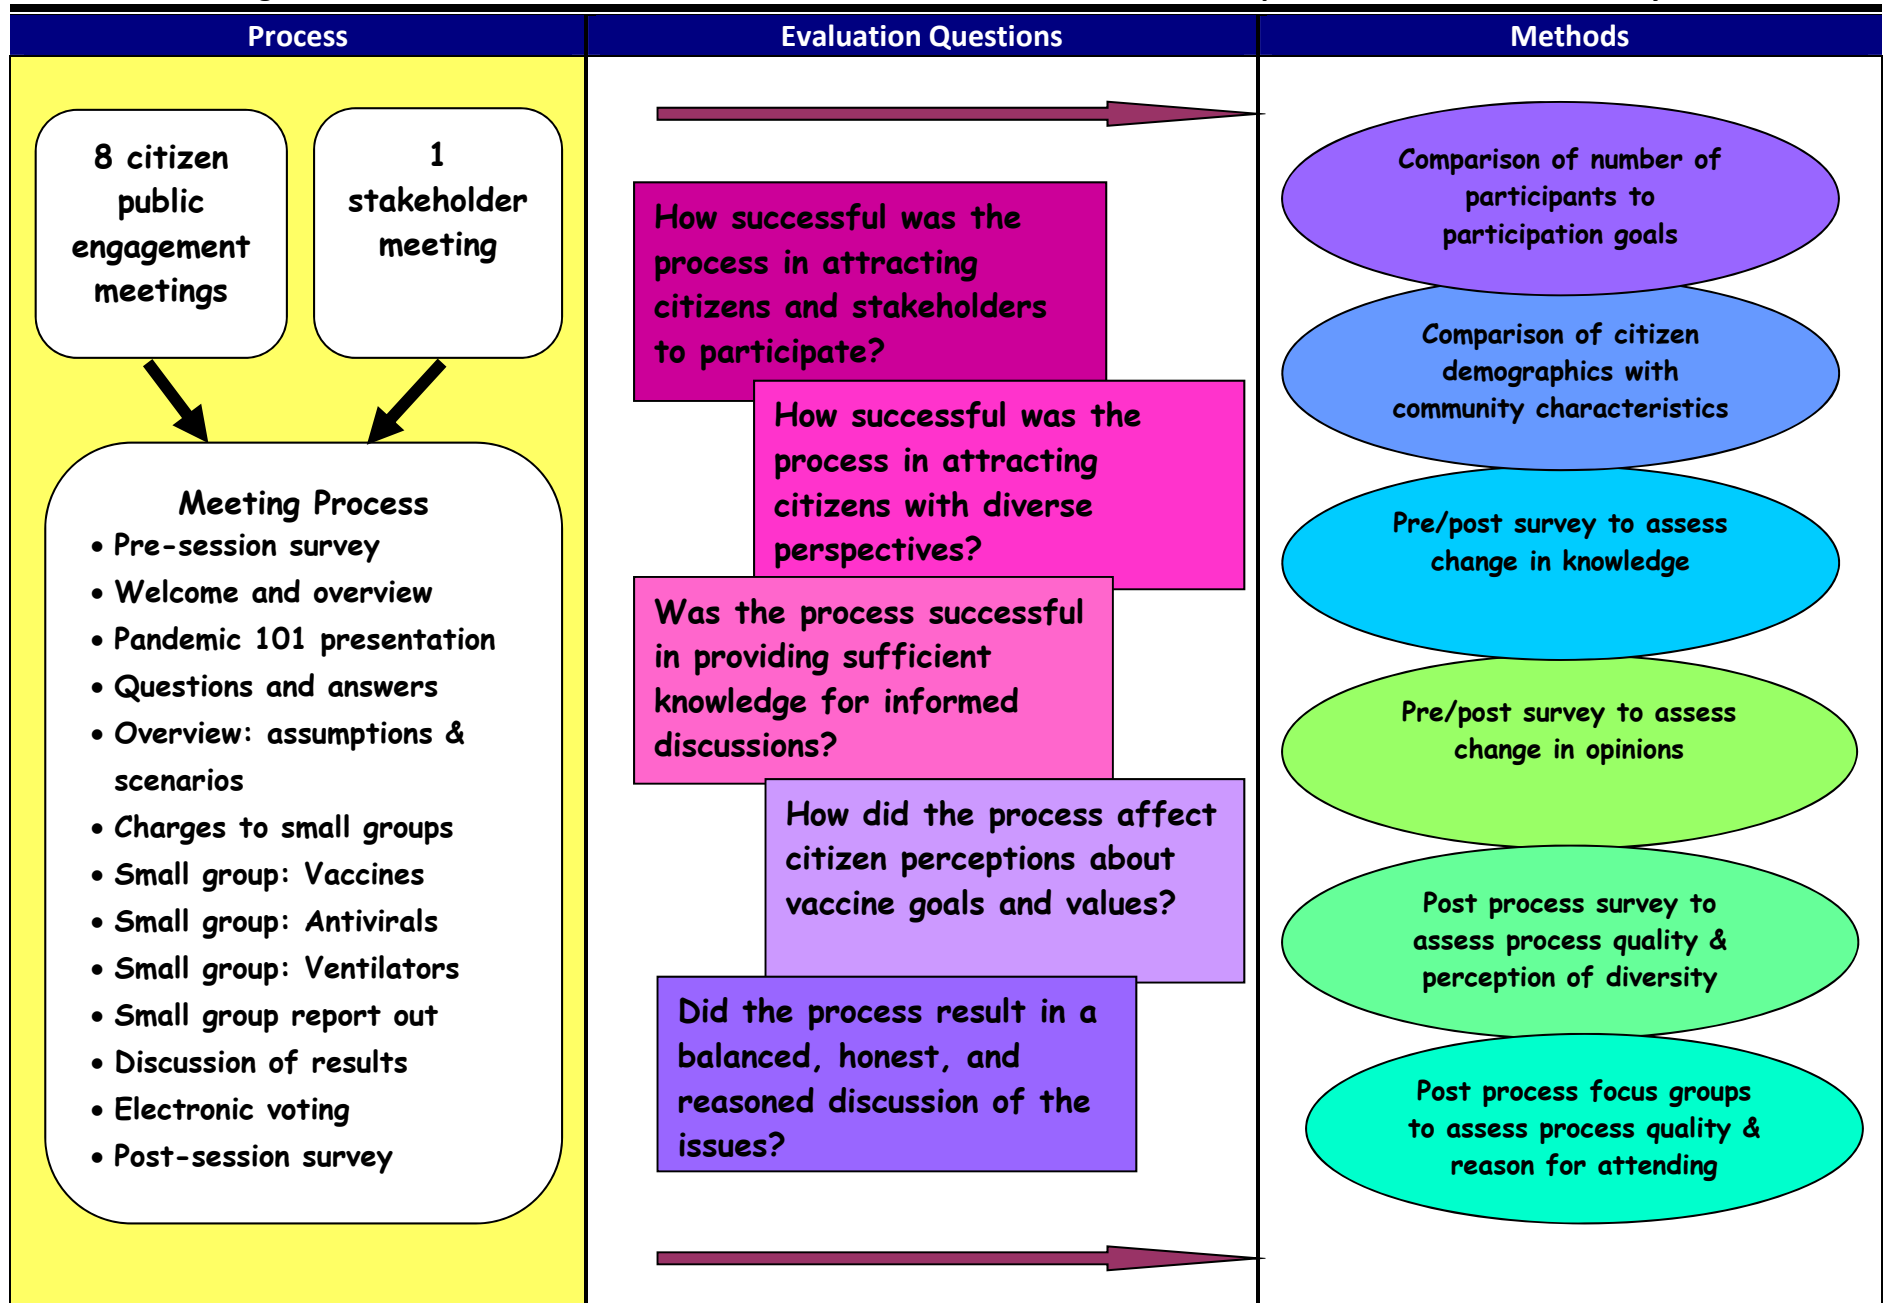 Process
Evaluation Questions
Methods
8 citizen
public
engagement
meetings
1
stakeholder
meeting
Meeting Process
• Pre-session survey
• Welcome and overview
• Pandemic 101 presentation
• Questions and answers
• Overview: assumptions &
scenarios
• Charges to small groups
• Small group: Vaccines
• Small group: Antivirals
• Small group: Ventilators
• Small group report out
• Discussion of results
• Electronic voting
• Post-session survey
How successful was the
process in attracting
citizens and stakeholders
to participate?
How successful was the
process in attracting
citizens with diverse
perspectives?
Was the process successful
in providing sufficient
knowledge for informed
discussions?
How did the process affect
citizen perceptions about
vaccine goals and values?
Did the process result in a
balanced, honest, and
reasoned discussion of the
issues?
Comparison of number of
participants to
participation goals
Comparison of citizen
demographics with
community characteristics
Pre/post survey to assess
change in knowledge
Pre/post survey to assess
change in opinions
Post process survey to
assess process quality &
perception of diversity
Post process focus groups
to assess process quality &
reason for attending